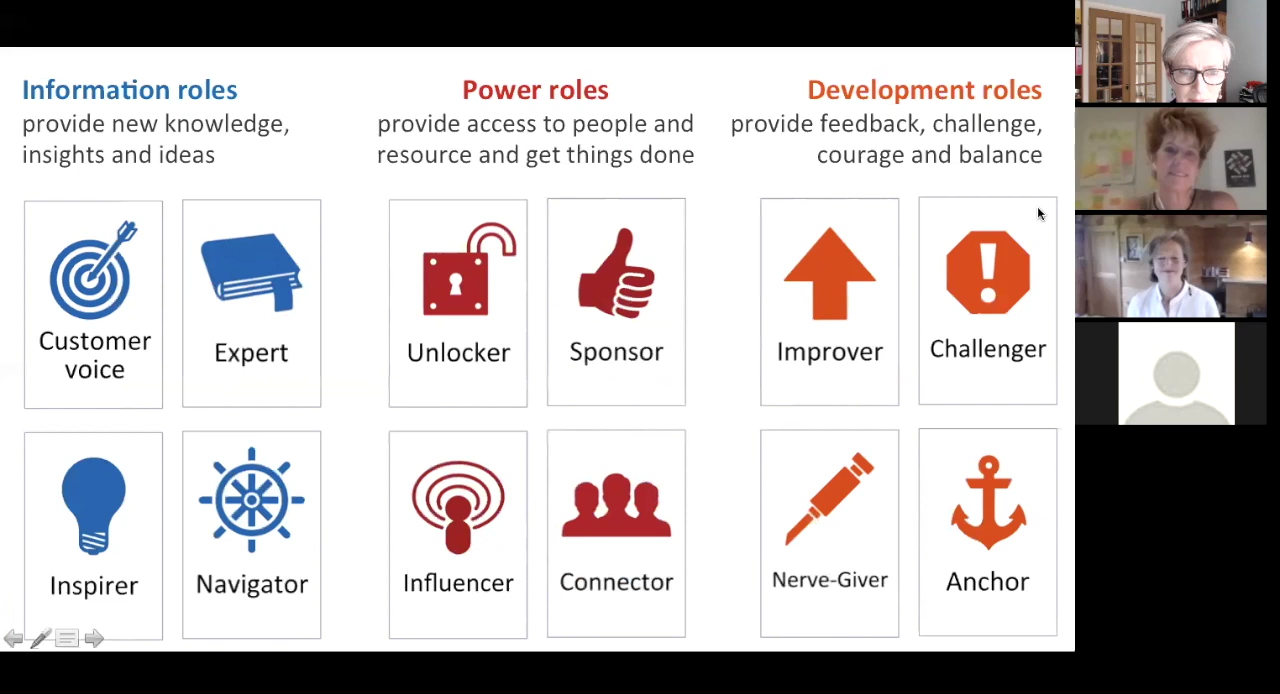 Information roles
provide new knowledge,
insights and ideas
Power roles
provide access to people and
resource and get things done
Development roles
provide feedback, challenge,
courage and balance
Customer
voice
Expert
Unlocker
Sponsor
Improver
Challenger
Inspirer
Navigator
Influencer
Connector
Nerve-Giver
Anchor